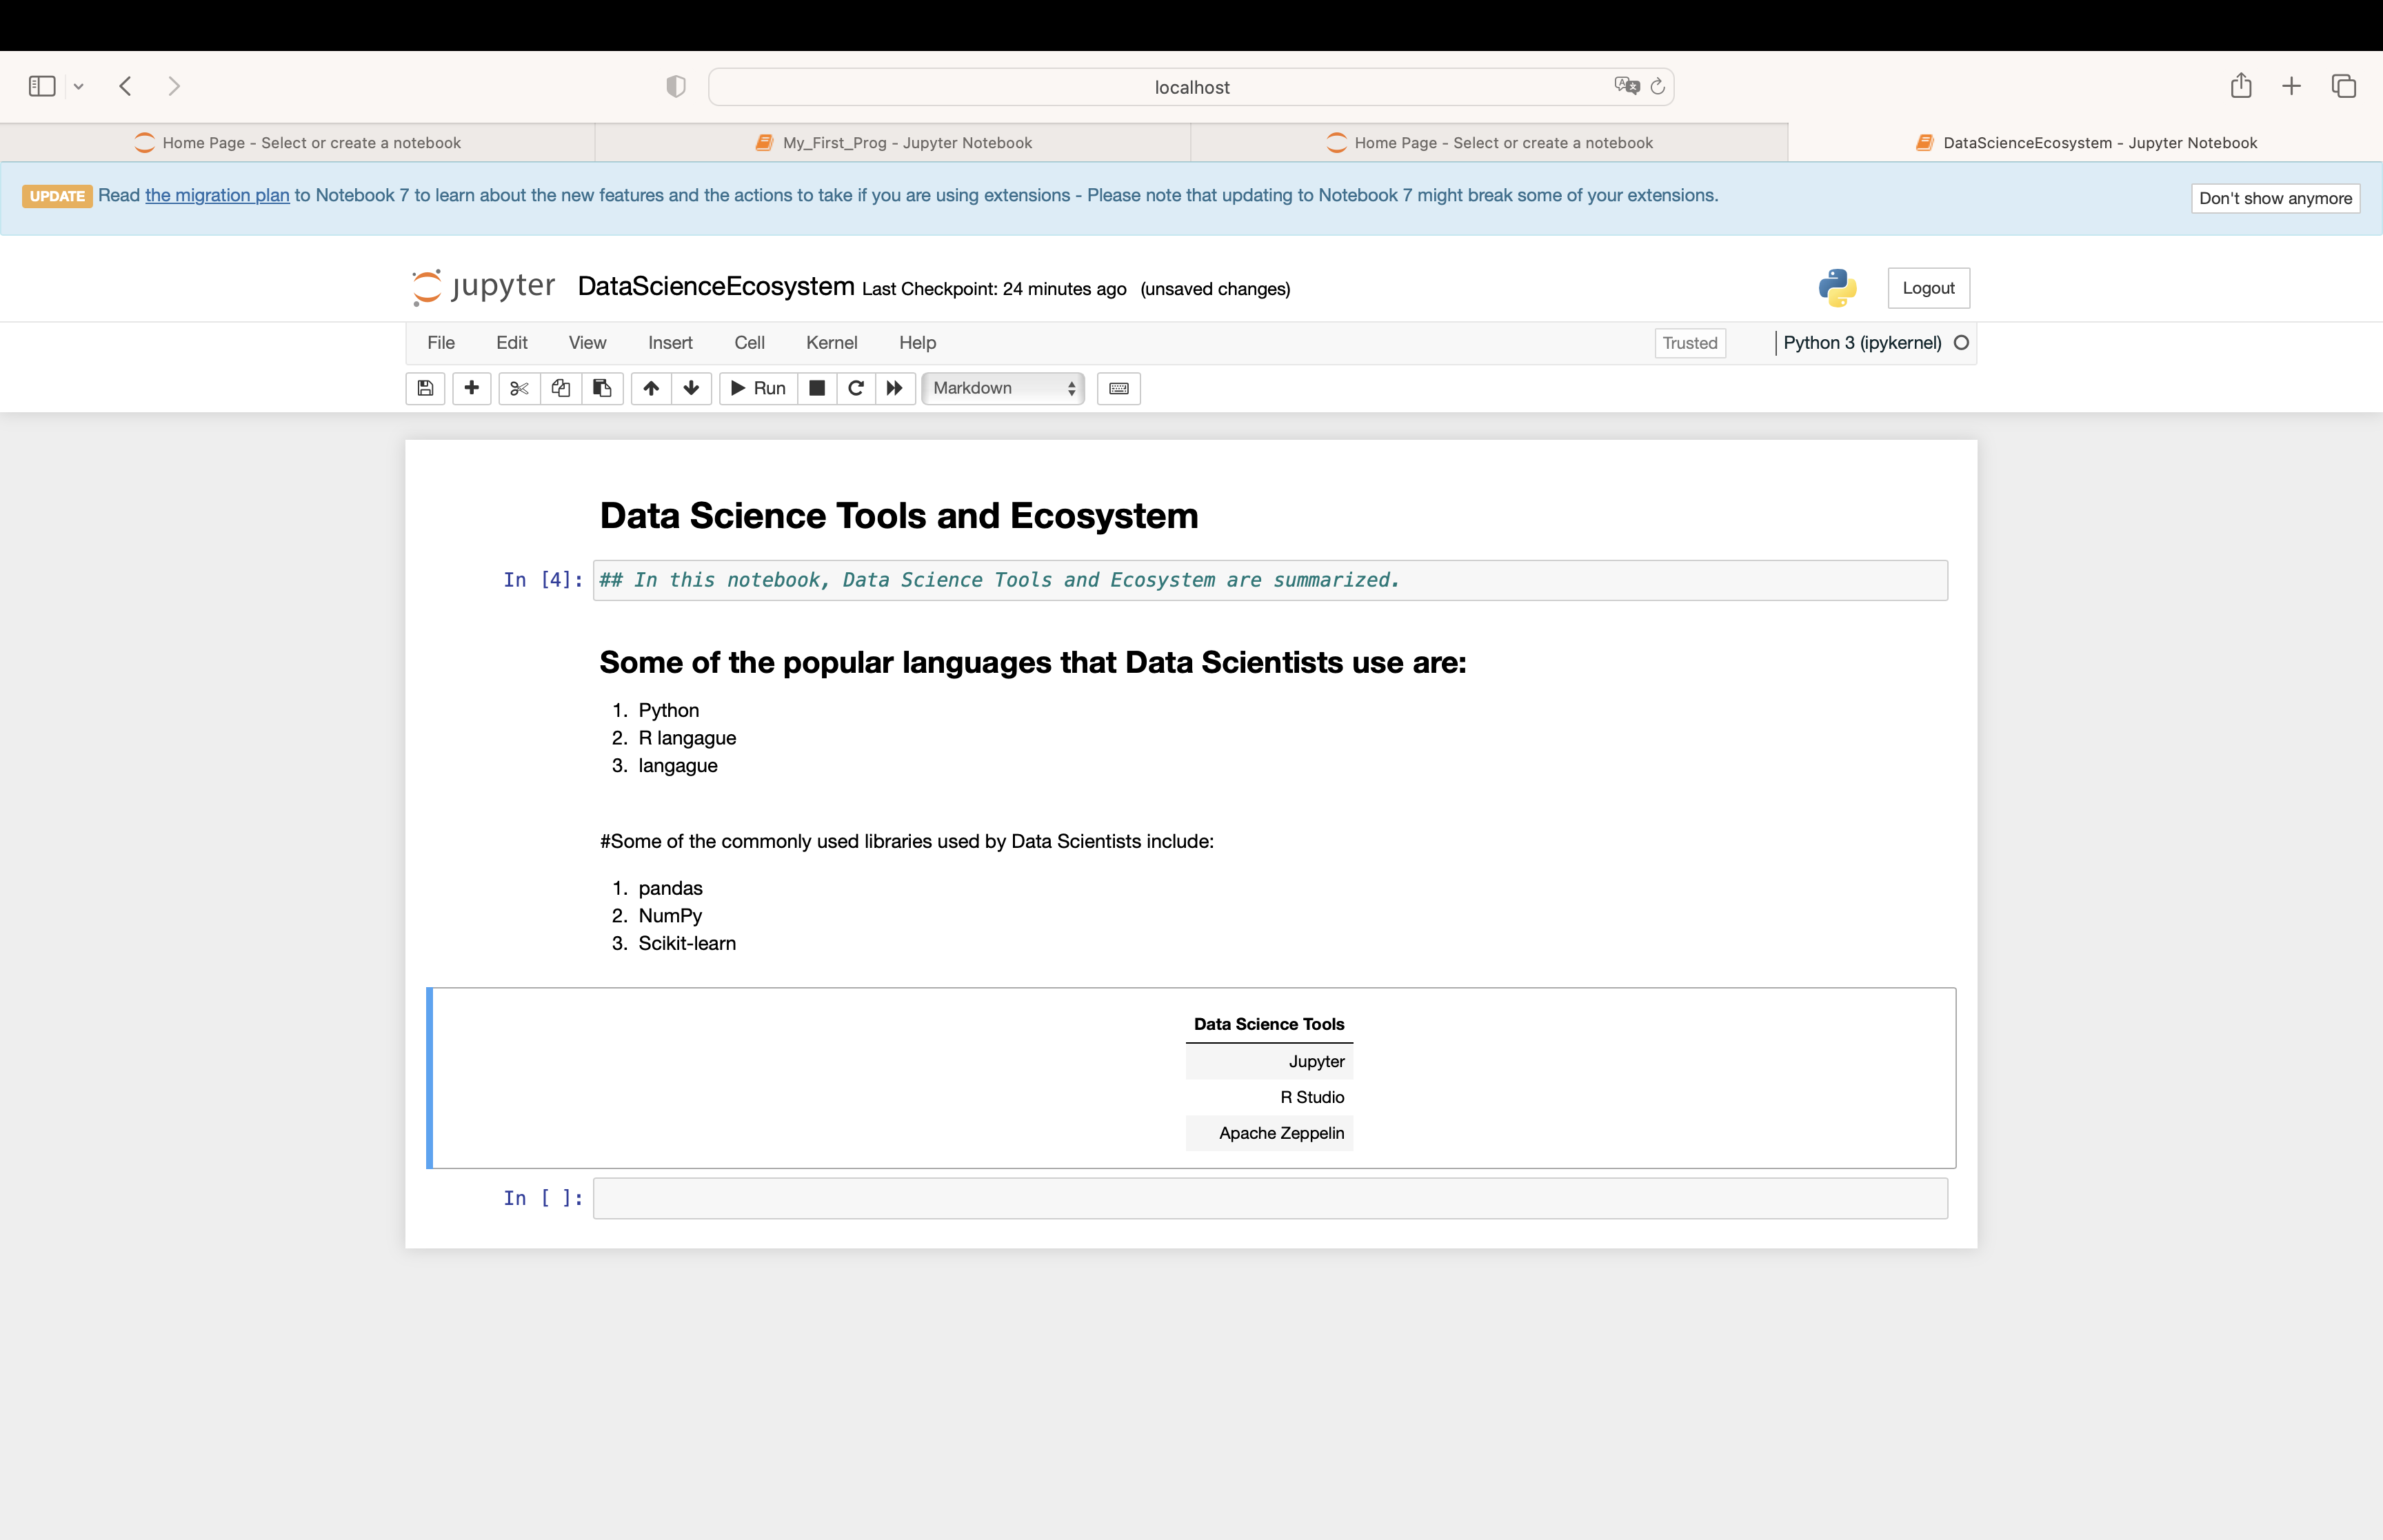 localhost
Home Page - Select or create a notebook
My_First_Prog - Jupyter Notebook
Home Page - Select or create a notebook
DataScienceEcosystem - Jupyter Notebook
UPDATE Read the migration plan to Notebook 7 to learn about the new features and the actions to take if you are using extensions - Please note that updating to Notebook 7 might break some of your extensions.
Don't show anymore
jupyter DataScienceEcosystem Last Checkpoint: 24 minutes ago (unsaved changes)
Logout
File Edit View Insert Cell Kernel Help
Trusted
Python 3 (ipykernel)
Run
Markdown
Data Science Tools and Ecosystem
In [4]: ## In this notebook, Data Science Tools and Ecosystem are summarized.
Some of the popular languages that Data Scientists use are:
1. Python
2. R langague
3. langague
#Some of the commonly used libraries used by Data Scientists include:
1. pandas
2. NumPy
3. Scikit-learn
Data Science Tools
Jupyter
R Studio
Apache Zeppelin
In [ ]: